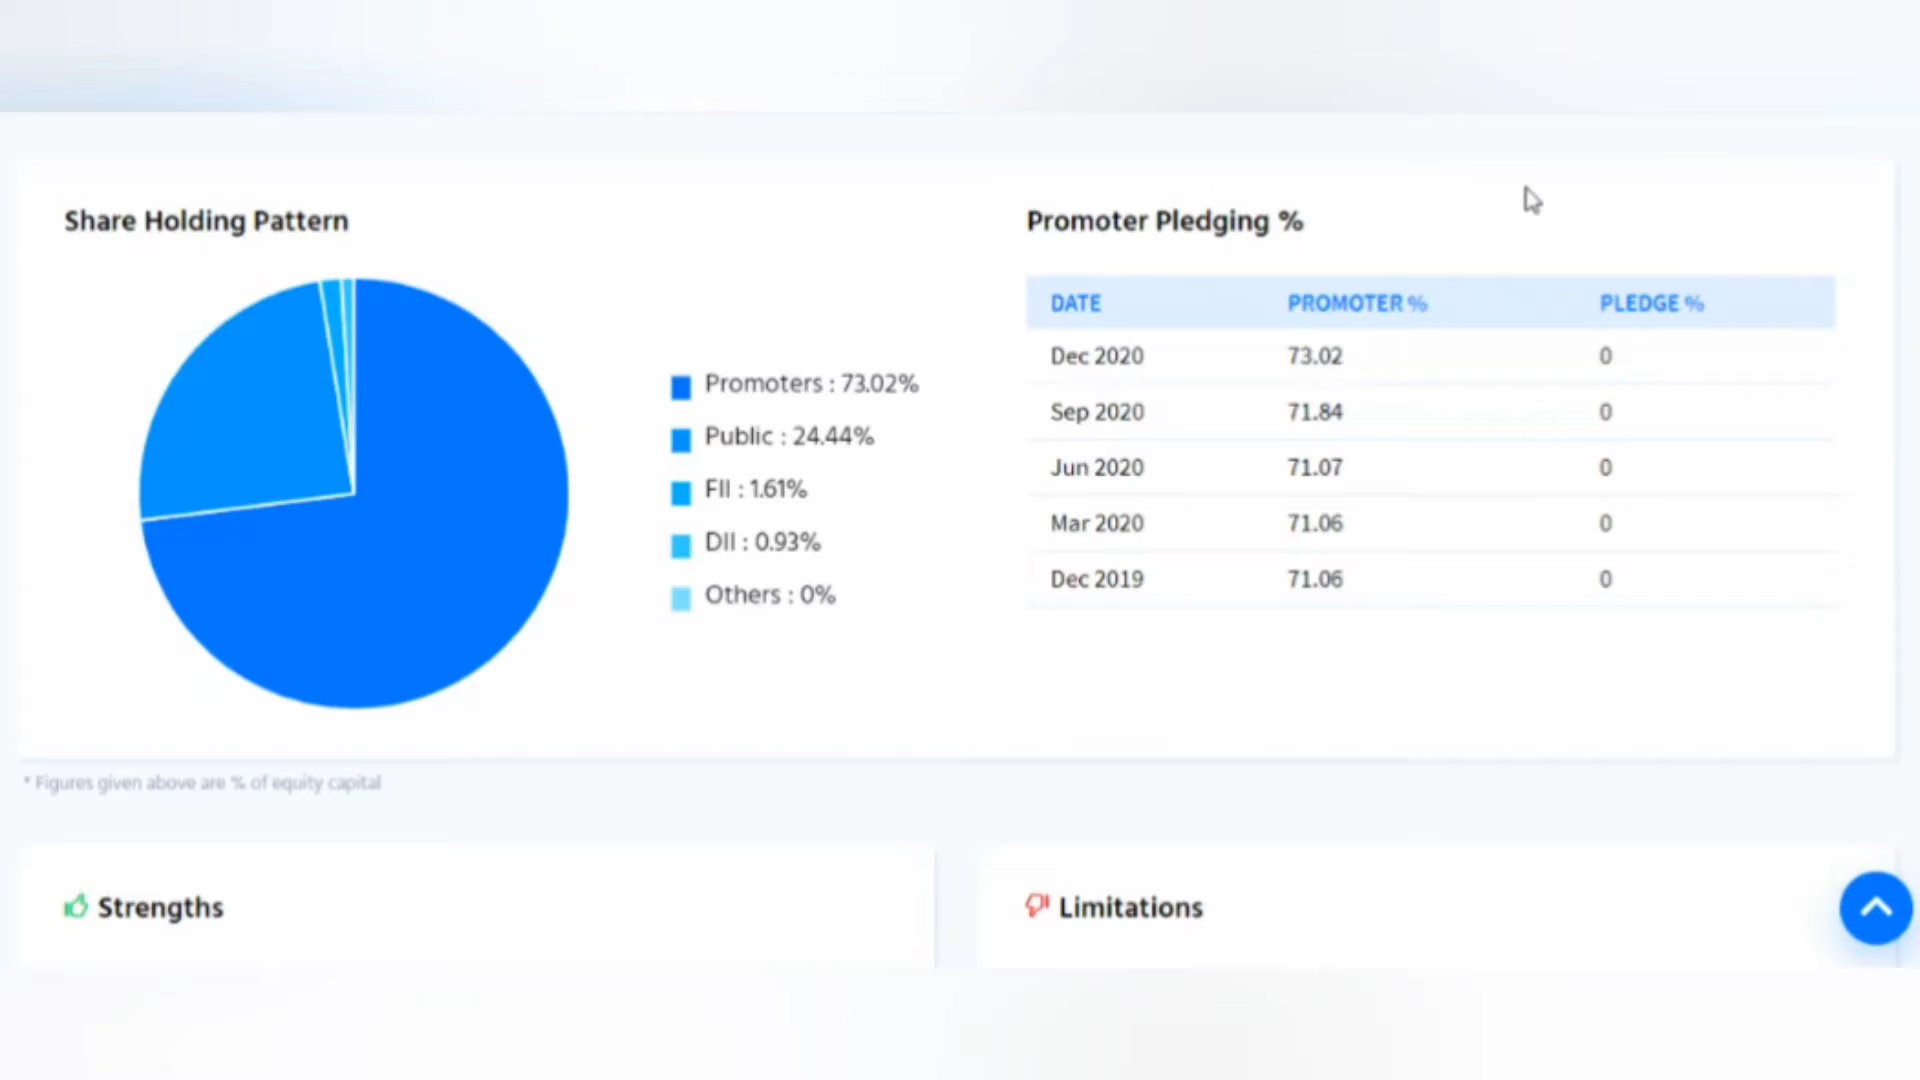 Share Holding Pattern
Promoters : 73.02%
Public : 24.44%
FII : 1.61%
DII : 0.93%
Others : 0%
Promoter Pledging %
DATE PROMOTER % PLEDGE %
Dec 2020 73.02 0
Sep 2020 71.84 0
Jun 2020 71.07 0
Mar 2020 71.06 0
Dec 2019 71.06 0
* Figures given above are % of equity capital
Strengths
Limitations